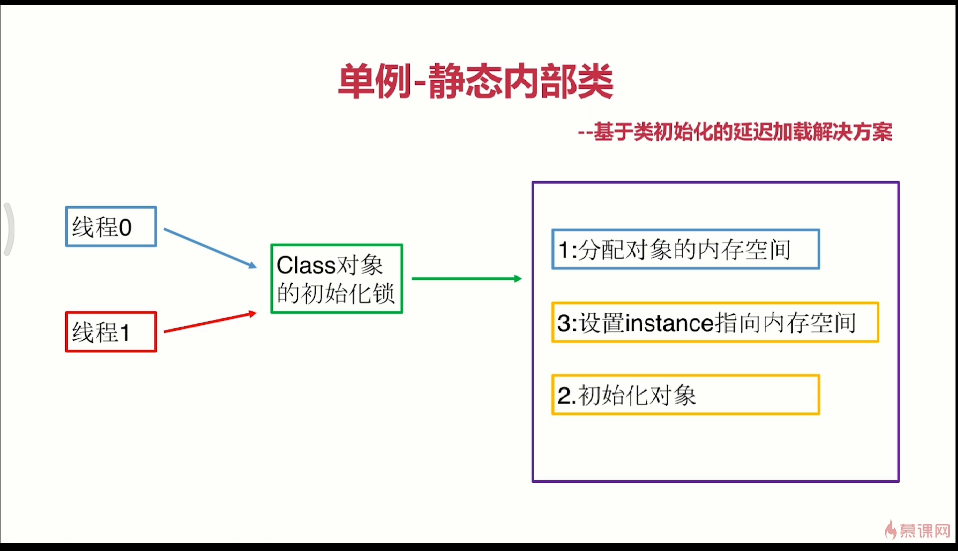 单例-静态内部类
--基于类初始化的延迟加载解决方案
线程0
线程1
Class对象
的初始化锁
1:分配对象的内存空间
3:设置instance指向内存空间
2.初始化对象
慕课网